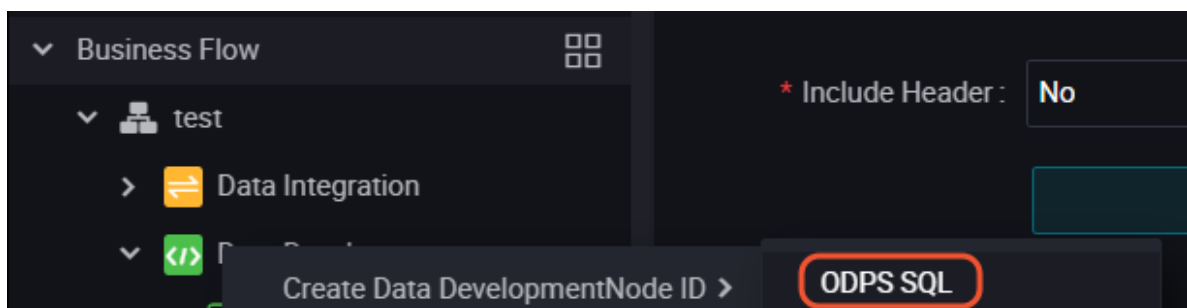 Business Flow
* Include Header : No
test
Data Integration
Create Data DevelopmentNode ID >
ODPS SQL